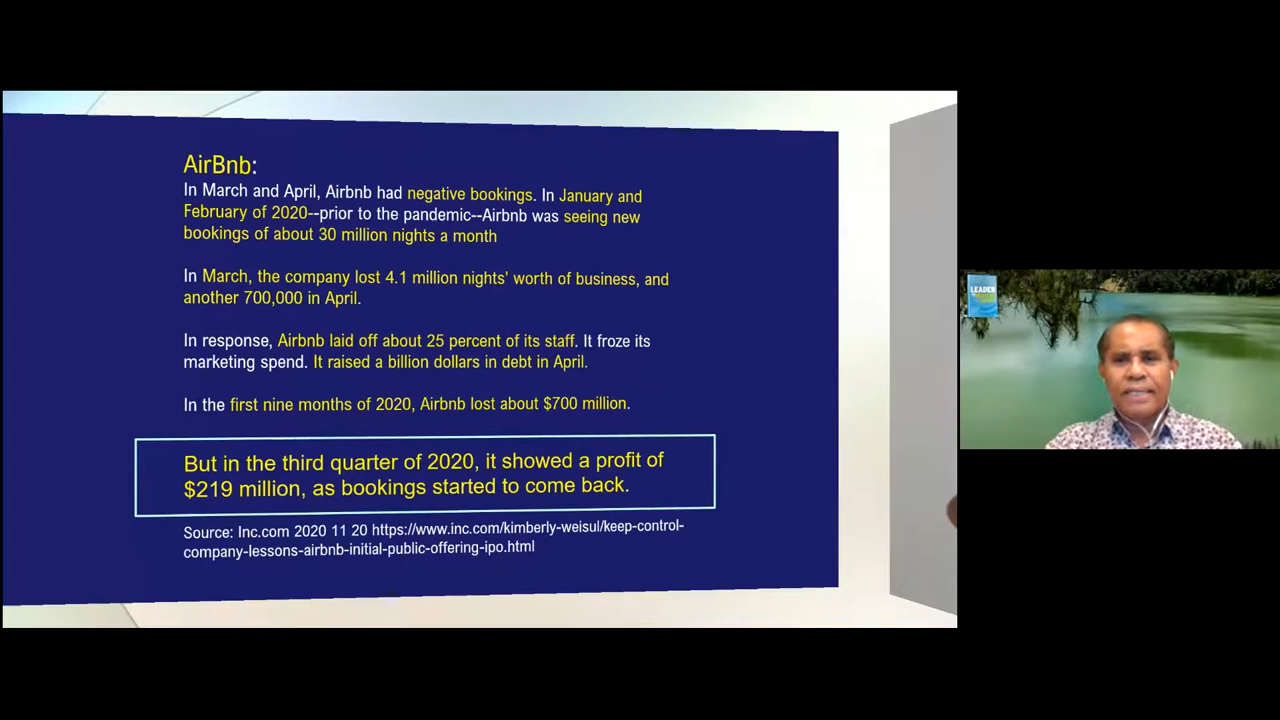 AirBnb:
In March and April, Airbnb had negative bookings. In January and
February of 2020--prior to the pandemic--Airbnb was seeing new
bookings of about 30 million nights a month
In March, the company lost 4.1 million nights' worth of business, and
another 700,000 in April.
In response, Airbnb laid off about 25 percent of its staff. It froze its
marketing spend. It raised a billion dollars in debt in April.
In the first nine months of 2020, Airbnb lost about $700 million.
But in the third quarter of 2020, it showed a profit of
$219 million, as bookings started to come back.
Source: Inc.com 2020 11 20 https://www.inc.com/kimberly-weisul/keep-control-
company-lessons-airbnb-initial-public-offering-ipo.html
LEADER